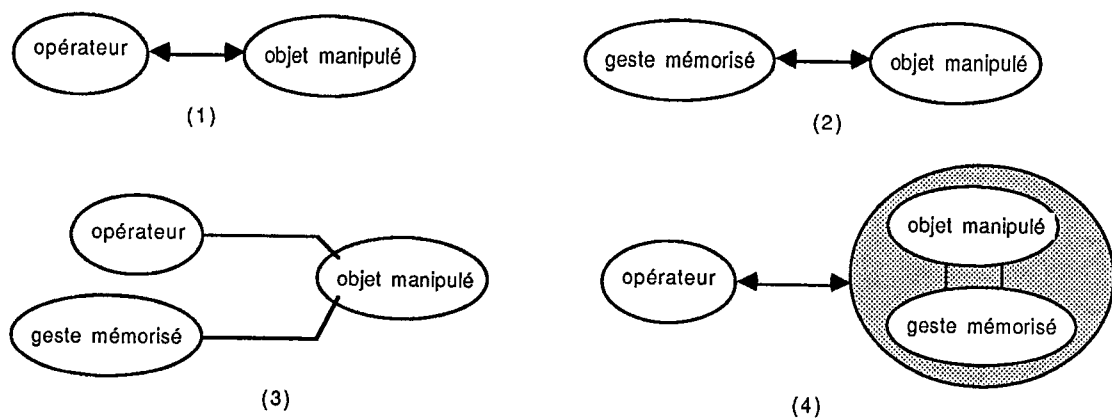 opérateur
objet manipulé
(1)
geste mémorisé
objet manipulé
(2)
opérateur
objet manipulé
geste mémorisé
(3)
opérateur
objet manipulé
geste mémorisé
(4)